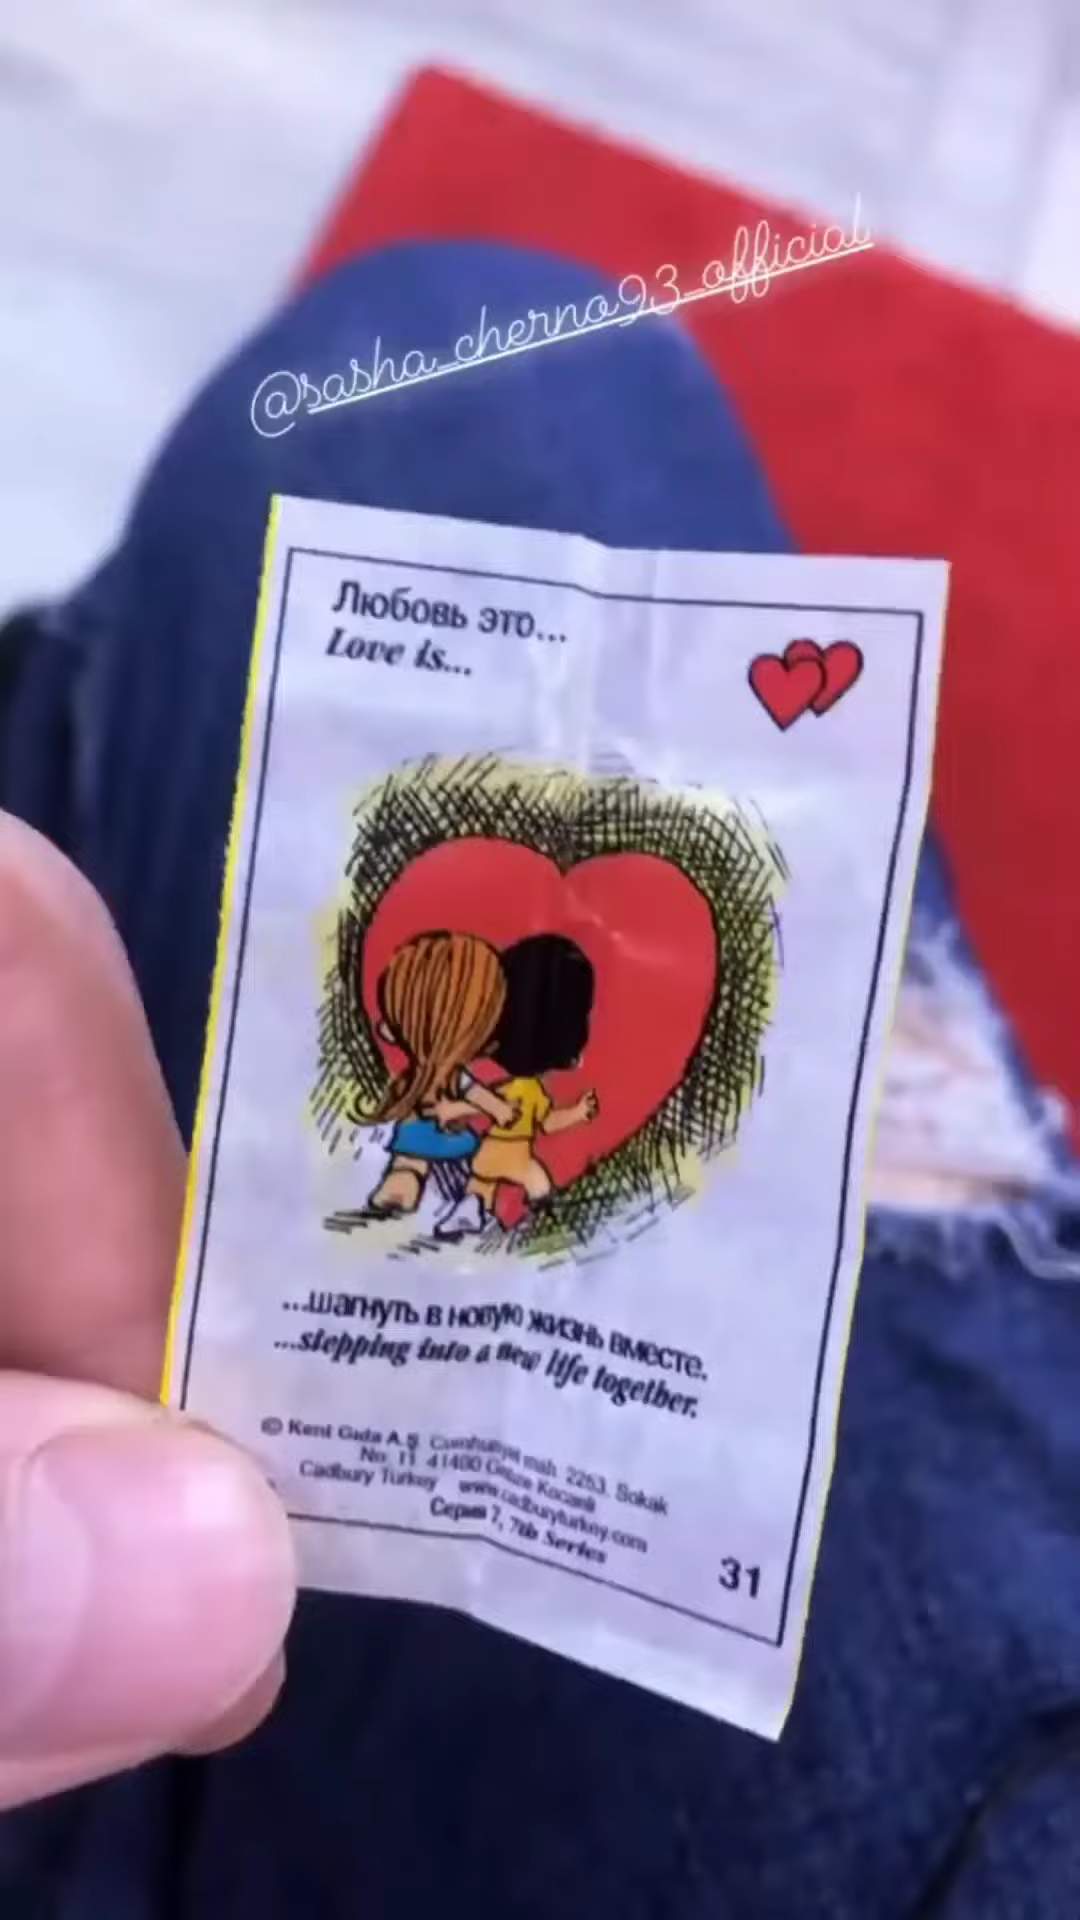 @sasha_cherno93_official
Любовь это...
Love is...
...шагнуть в новую жизнь вместе.
...stepping into a new life together.
© Kent Gıda A.Ş. Cumhuriyet mah. 2253. Sokak
No: 11 41400 Gebze Kocaeli
Cadbury Turkey www.cadburyturkey.com
Серия 7, 7th Series
31